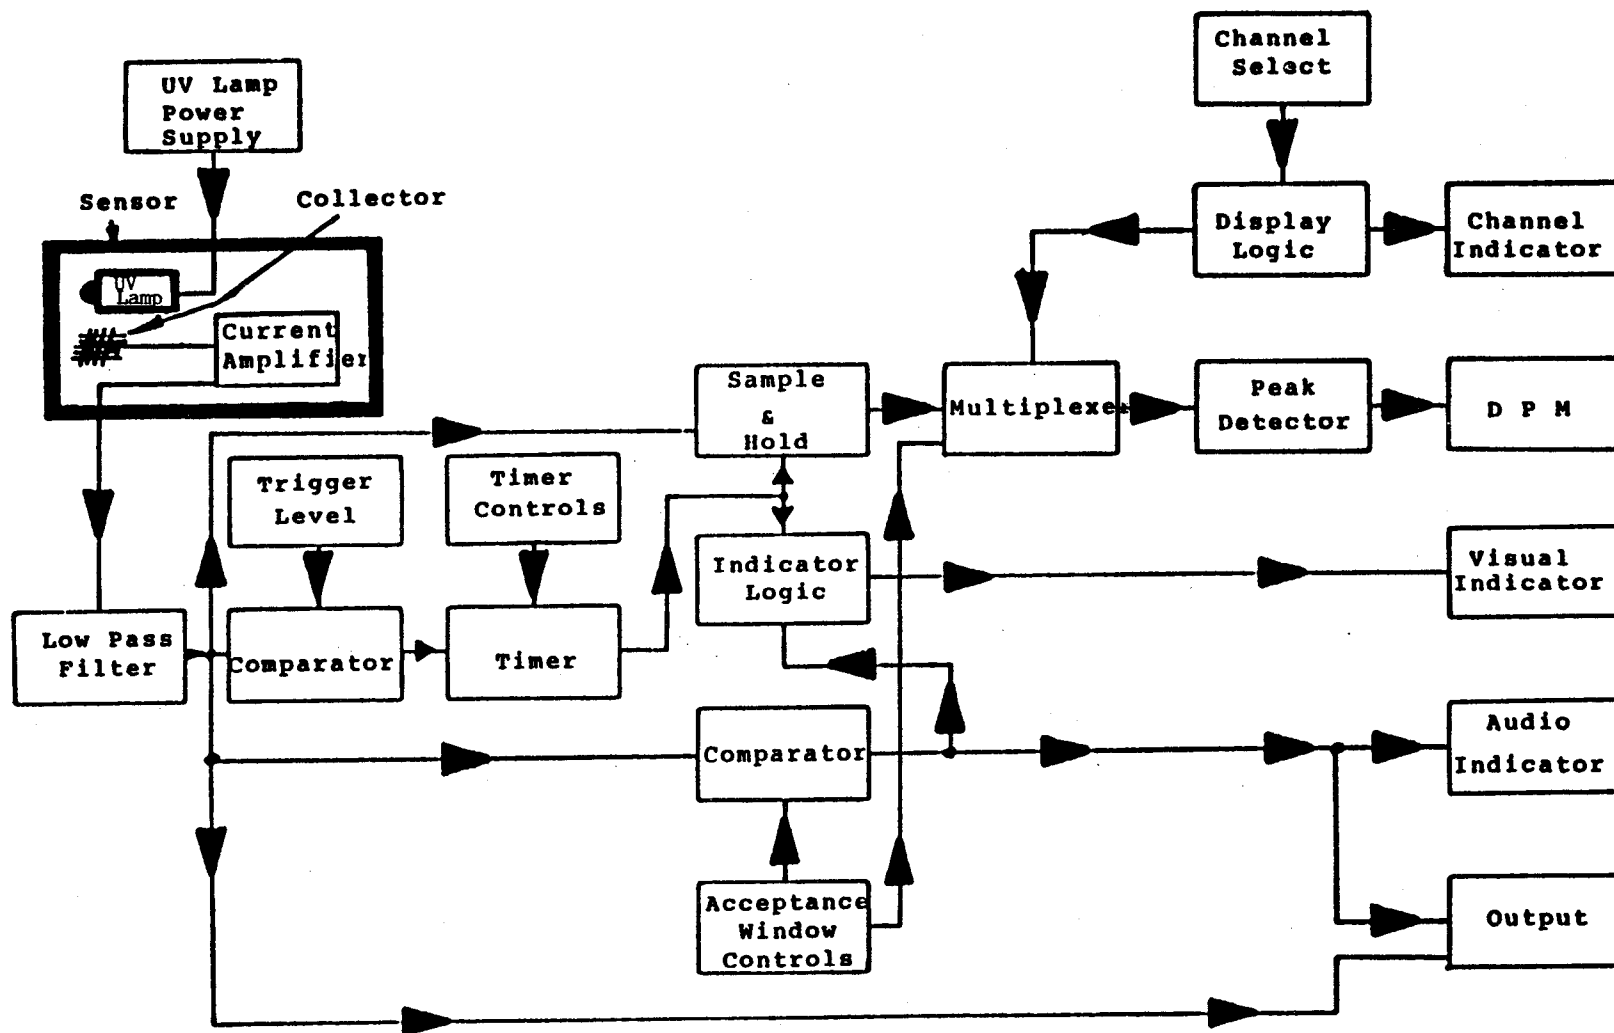 Channel
Select
UV Lamp
Power
Supply
Sensor
Collector
Display
Logic
Channel
Indicator
UV
Lamp
Current
Amplifier
Sample
&
Hold
Multiplexer
Peak
Detector
D P M
Trigger
Level
Timer
Controls
Indicator
Logic
Visual
Indicator
Low Pass
Filter
Comparator
Timer
Comparator
Audio
Indicator
Acceptance
Window
Controls
Output